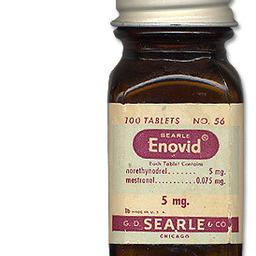 100 TABLETS NO. 56
SEARLE
Enovid®
Each Tablet Contains
norethynodrel....... 5 mg.
mestranol........... 0.075 mg.
5 mg.
G. D. SEARLE & CO.
CHICAGO